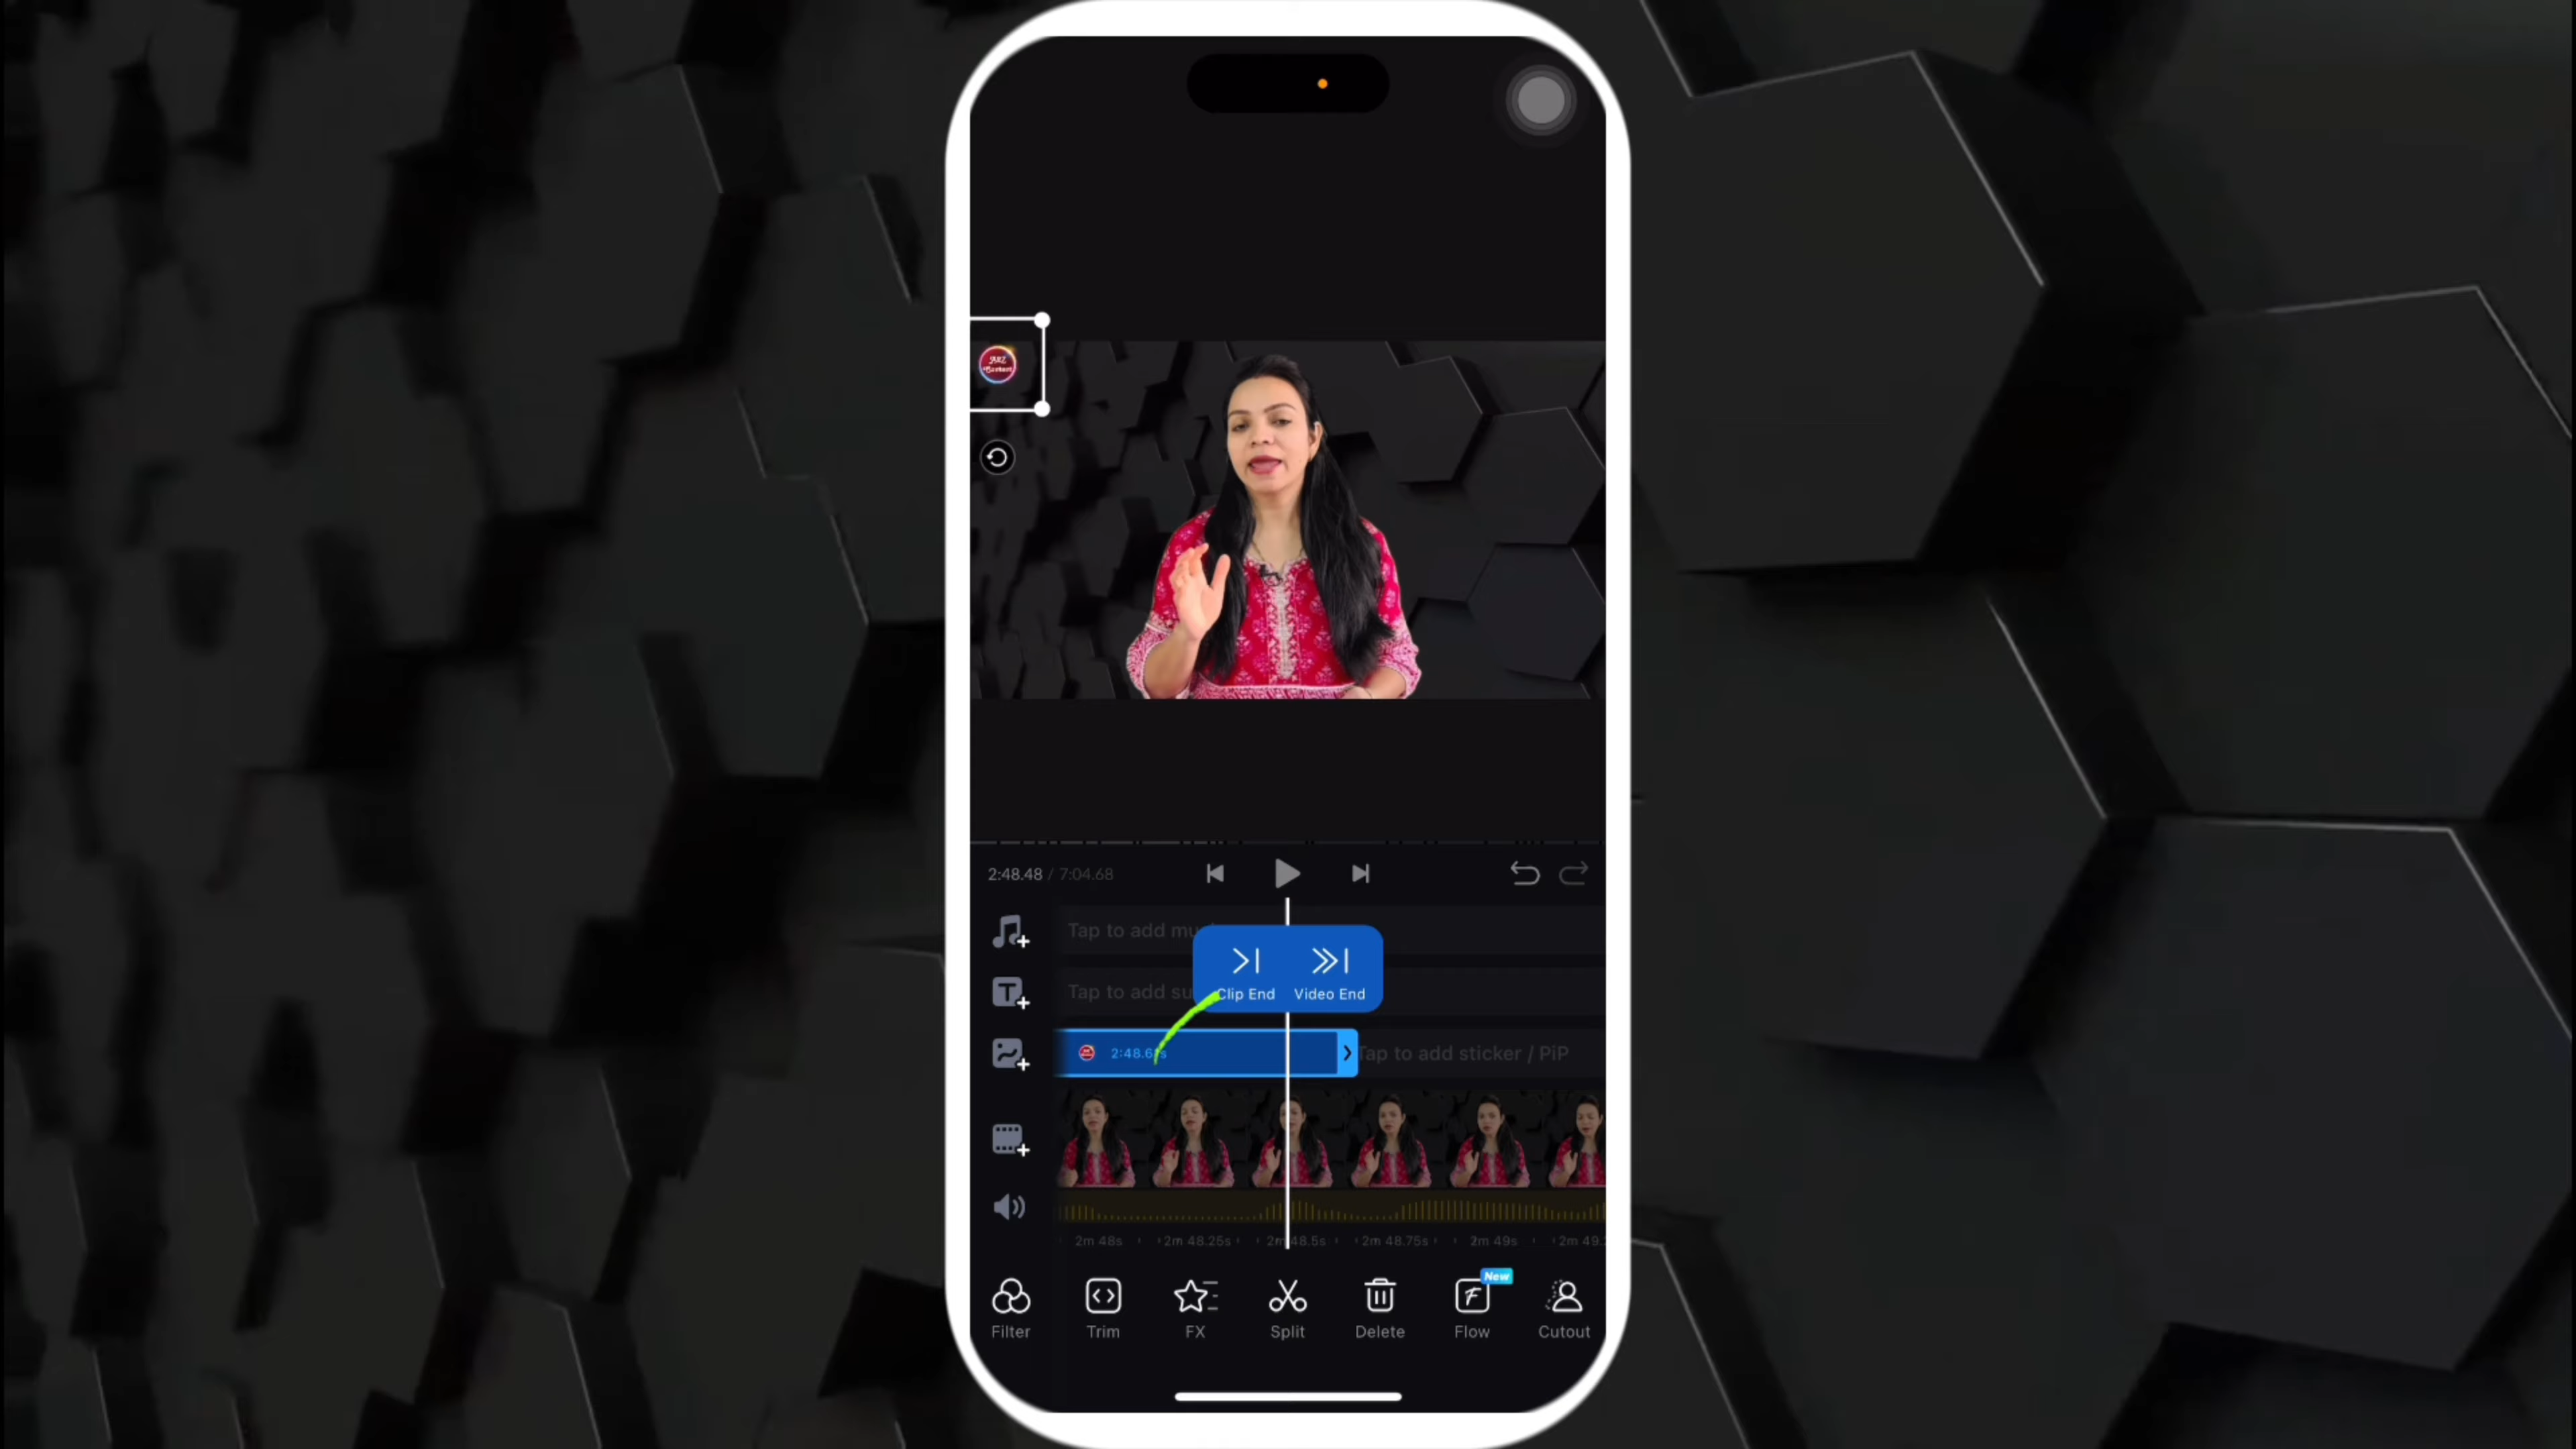 2:48.48 / 7:04.68
Tap to add mu
Clip End
Video End
Tap to add su
2:48.6
Tap to add sticker / PiP
2m 48s
2m 48.25s
2m 48.5s
2m 48.75s
2m 49s
2m 49.
New
Filter
Trim
FX
Split
Delete
Flow
Cutout